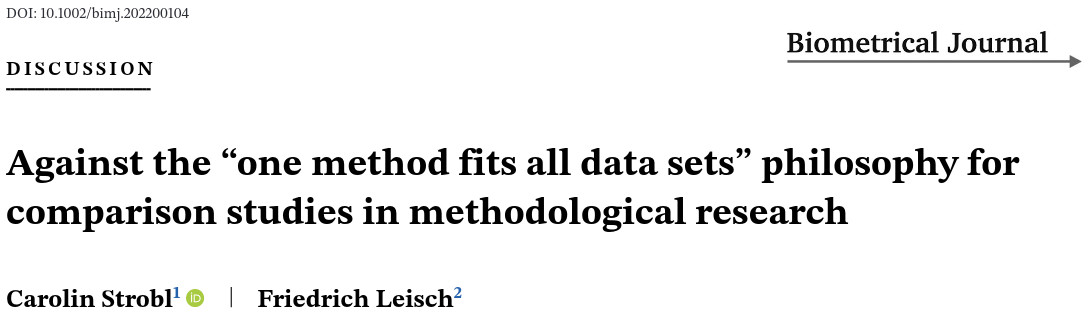 DOI: 10.1002/bimj.202200104
Biometrical Journal
DISCUSSION
Against the “one method fits all data sets” philosophy for
comparison studies in methodological research
Carolin Strobl1 iD | Friedrich Leisch2